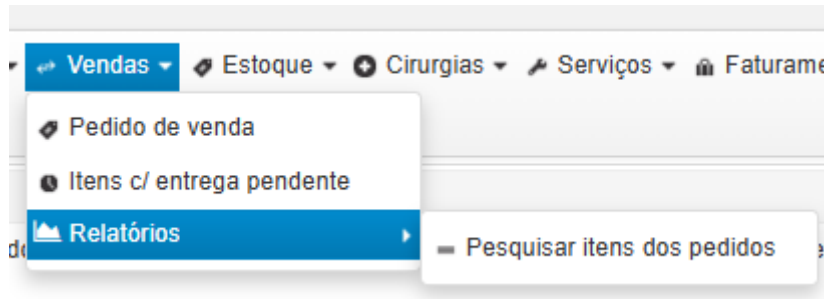 Vendas Estoque Cirurgias Serviços
Pedido de venda
Itens c/ entrega pendente
Relatórios
Pesquisar itens dos pedidos